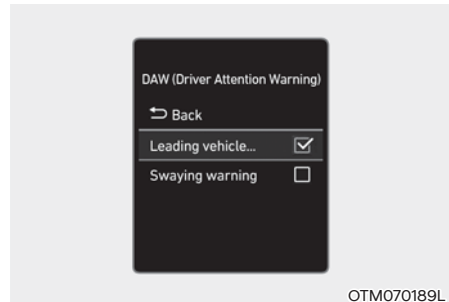 DAW (Driver Attention Warning)
Back
Leading vehicle...
Swaying warning
OTM070189L